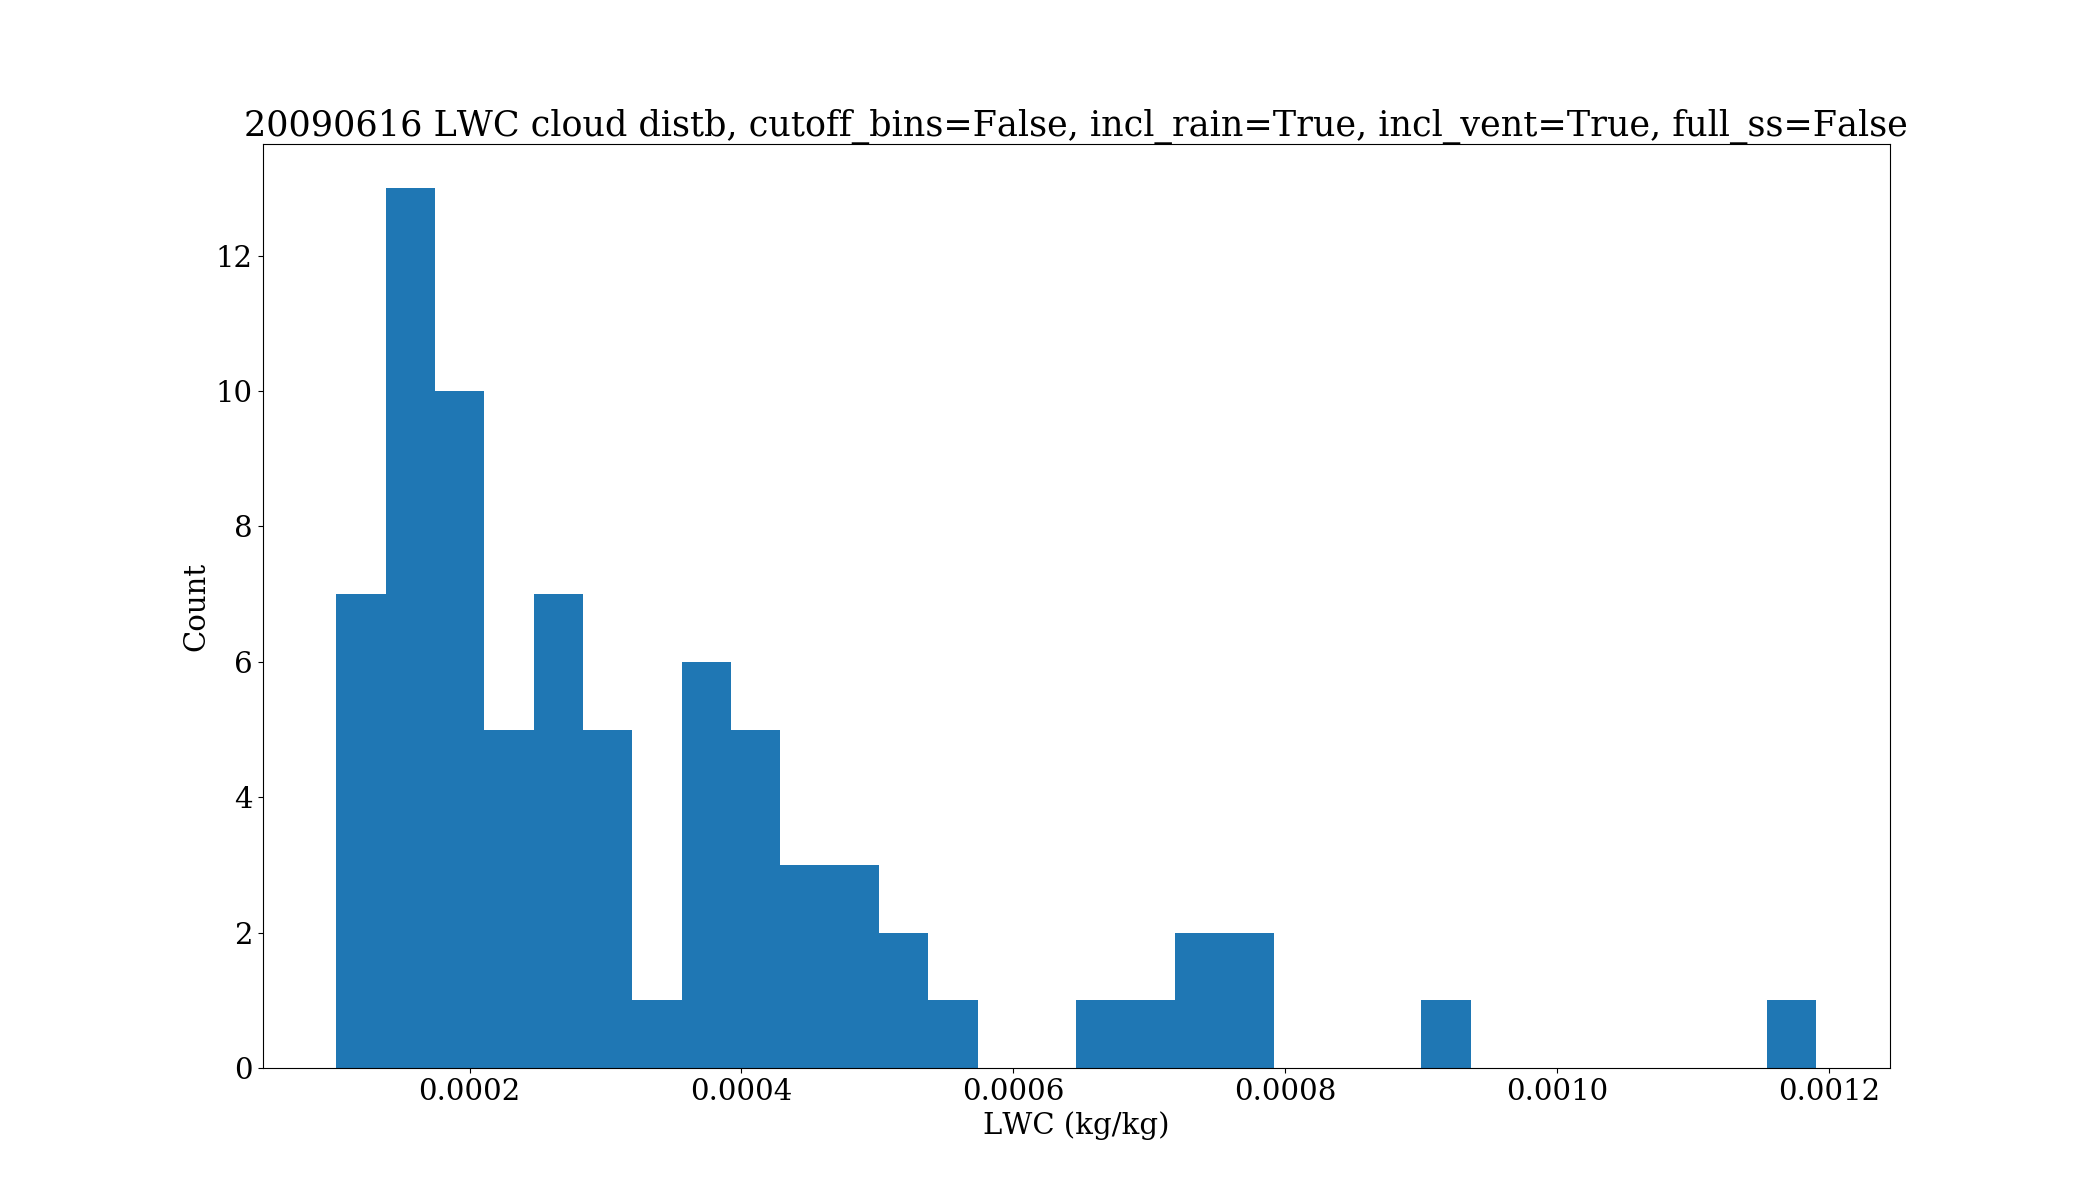 20090616 LWC cloud distb, cutoff_bins=False, incl_rain=True, incl_vent=True, full_ss=False
12
10
8
6
4
2
0
Count
0.0002 0.0004 0.0006 0.0008 0.0010 0.0012
LWC (kg/kg)